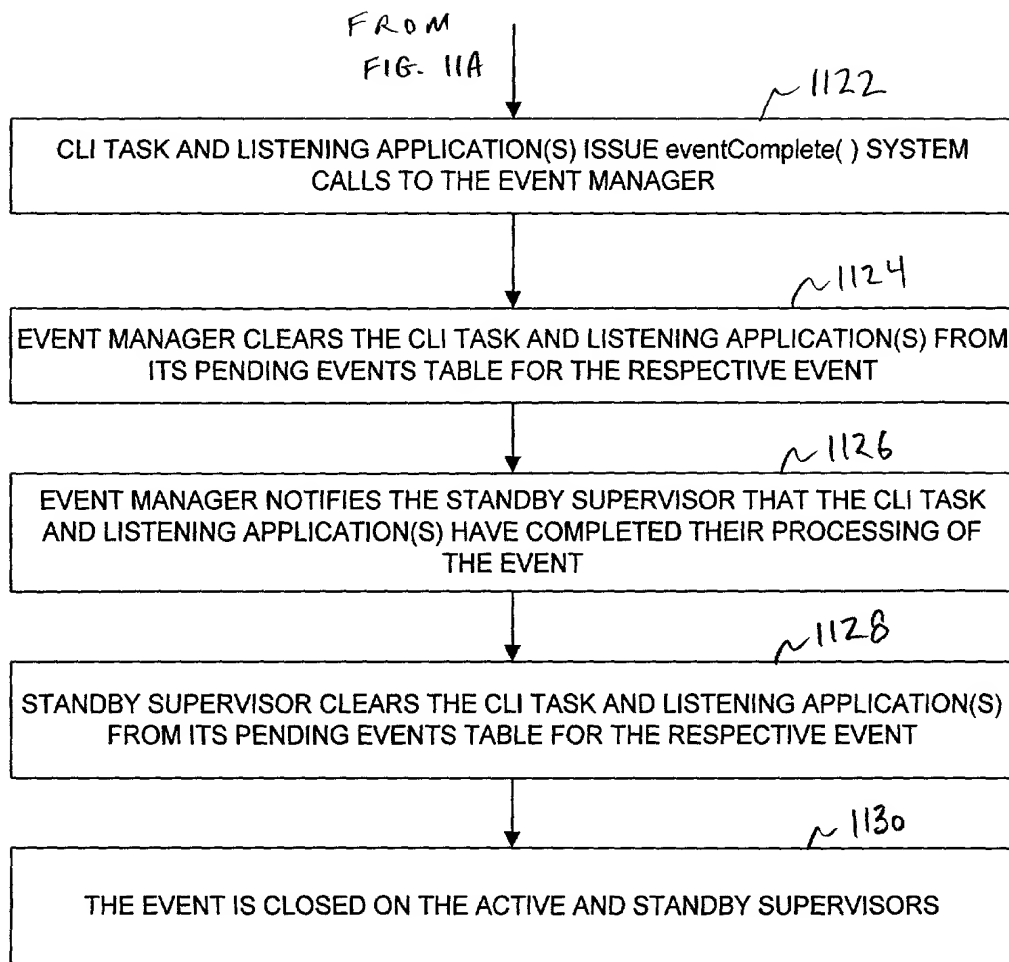 FROM
FIG. 11A
1122
CLI TASK AND LISTENING APPLICATION(S) ISSUE eventComplete( ) SYSTEM
CALLS TO THE EVENT MANAGER
1124
EVENT MANAGER CLEARS THE CLI TASK AND LISTENING APPLICATION(S) FROM
ITS PENDING EVENTS TABLE FOR THE RESPECTIVE EVENT
1126
EVENT MANAGER NOTIFIES THE STANDBY SUPERVISOR THAT THE CLI TASK
AND LISTENING APPLICATION(S) HAVE COMPLETED THEIR PROCESSING OF
THE EVENT
1128
STANDBY SUPERVISOR CLEARS THE CLI TASK AND LISTENING APPLICATION(S)
FROM ITS PENDING EVENTS TABLE FOR THE RESPECTIVE EVENT
1130
THE EVENT IS CLOSED ON THE ACTIVE AND STANDBY SUPERVISORS